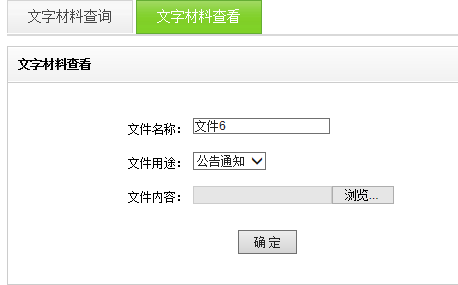 文字材料查询 文字材料查看
文字材料查看
文件名称： 文件6
文件用途： 公告通知
文件内容： 浏览...
确 定